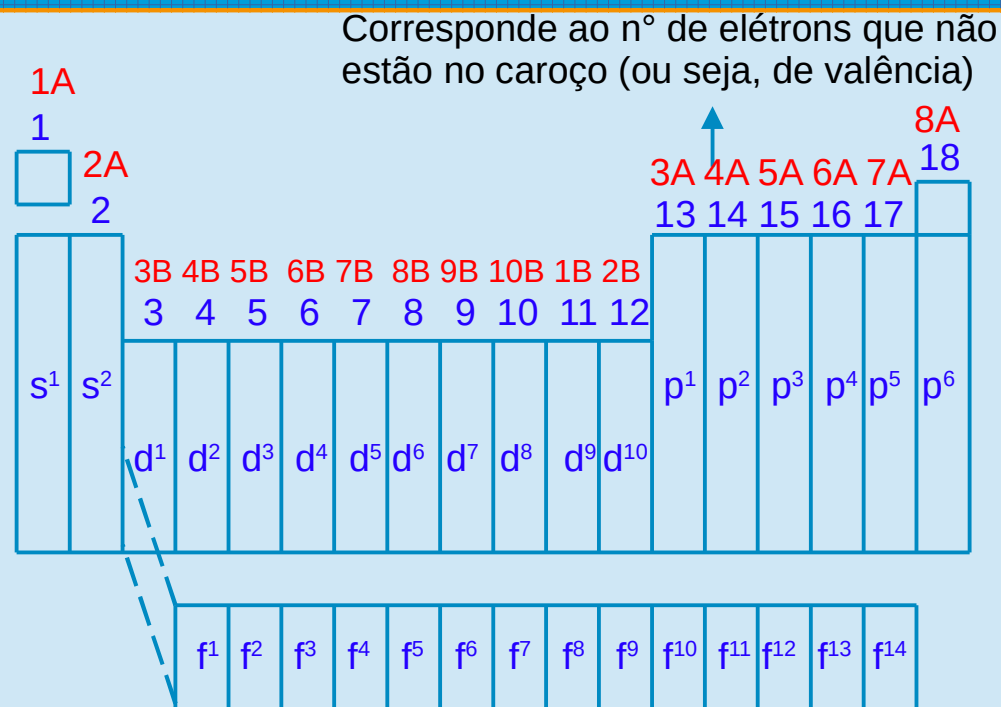 Corresponde ao n° de elétrons que não
estão no caroço (ou seja, de valência)
1A
1
2A
2
8A
18
3A 4A 5A 6A 7A
13 14 15 16 17
3B 4B 5B 6B 7B 8B 9B 10B 1B 2B
3 4 5 6 7 8 9 10 11 12
s¹ s² p¹ p² p³ p⁴ p⁵ p⁶
d¹ d² d³ d⁴ d⁵ d⁶ d⁷ d⁸ d⁹ d¹⁰
f¹ f² f³ f⁴ f⁵ f⁶ f⁷ f⁸ f⁹ f¹⁰ f¹¹ f¹² f¹³ f¹⁴